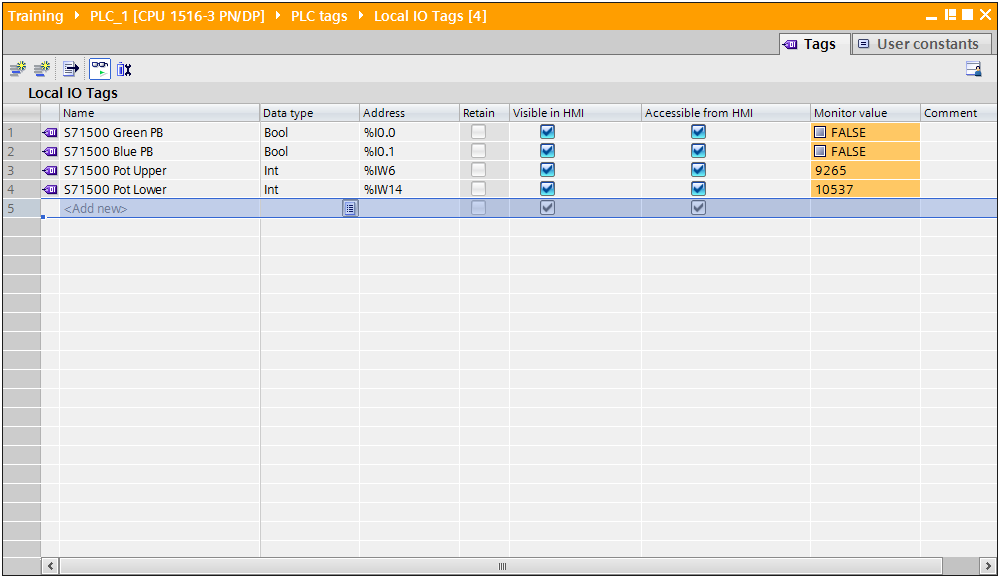 Training ▸ PLC_1 [CPU 1516-3 PN/DP] ▸ PLC tags ▸ Local IO Tags [4]
Tags User constants
Local IO Tags
Name Data type Address Retain Visible in HMI Accessible from HMI Monitor value Comment
1 S71500 Green PB Bool %I0.0 FALSE
2 S71500 Blue PB Bool %I0.1 FALSE
3 S71500 Pot Upper Int %IW6 9265
4 S71500 Pot Lower Int %IW14 10537
5 <Add new>